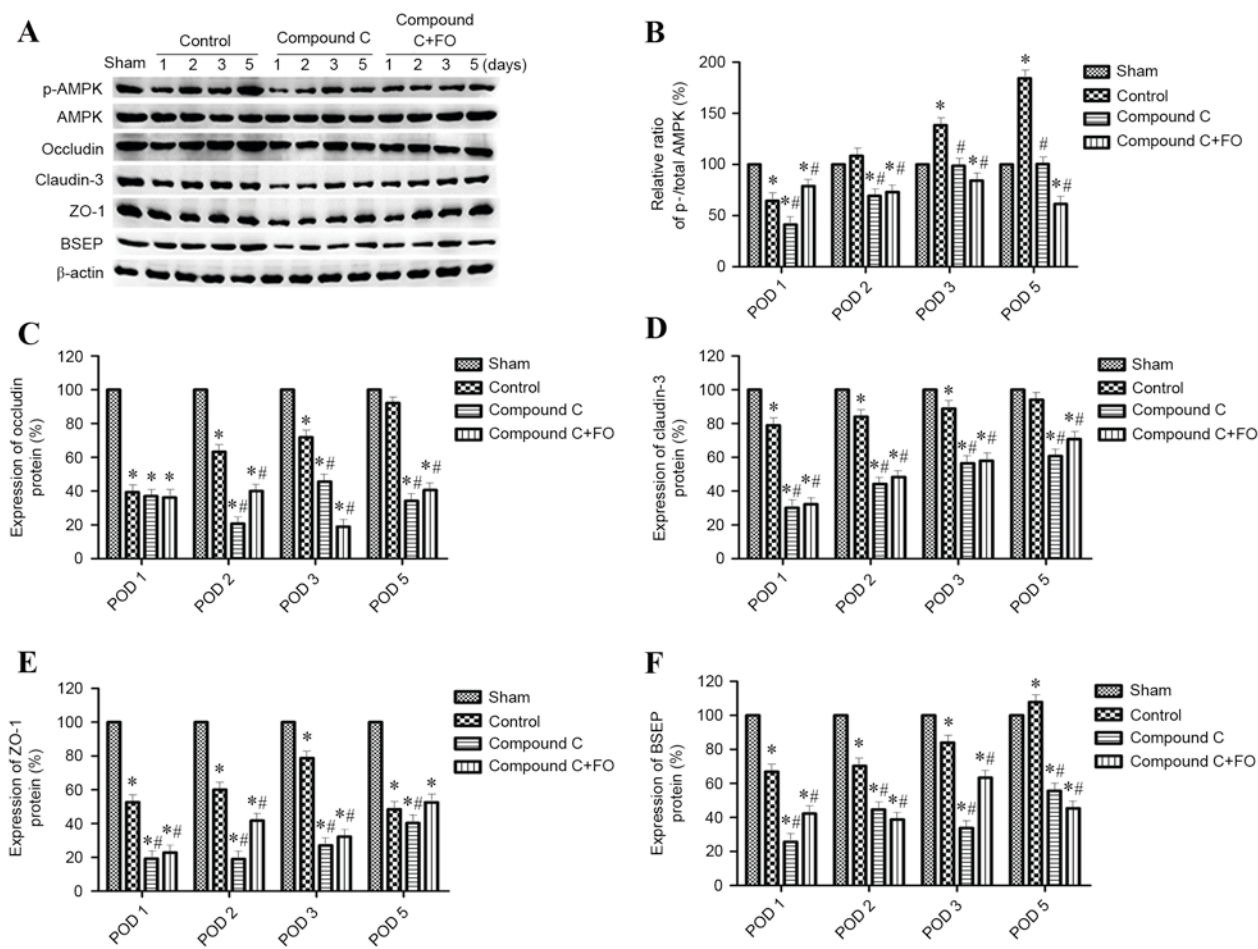 A
Control
Compound C
Compound
C+FO
Sham 1 2 3 5 1 2 3 5 1 2 3 5 (days)
p-AMPK
AMPK
Occludin
Claudin-3
ZO-1
BSEP
β-actin
B
Relative ratio
of p-/total AMPK (%)
200
150
100
50
0
* *# *# *# * # *# * # *#
*
POD 1 POD 2 POD 3 POD 5
Sham
Control
Compound C
Compound C+FO
C
Expression of occludin
protein (%)
120
100
80
60
40
20
0
* * * * *# *# * *# # *# *#
POD 1 POD 2 POD 3 POD 5
Sham
Control
Compound C
Compound C+FO
D
Expression of claudin-3
protein (%)
120
100
80
60
40
20
0
* *# *# * *# *# * *# *# *# *#
POD 1 POD 2 POD 3 POD 5
Sham
Control
Compound C
Compound C+FO
E
Expression of ZO-1
protein (%)
120
100
80
60
40
20
0
* *# *# * *# *# * *# *# * *# *
POD 1 POD 2 POD 3 POD 5
Sham
Control
Compound C
Compound C+FO
F
Expression of BSEP
protein (%)
120
100
80
60
40
20
0
* *# *# * *# *# * *# *# * *# *#
POD 1 POD 2 POD 3 POD 5
Sham
Control
Compound C
Compound C+FO